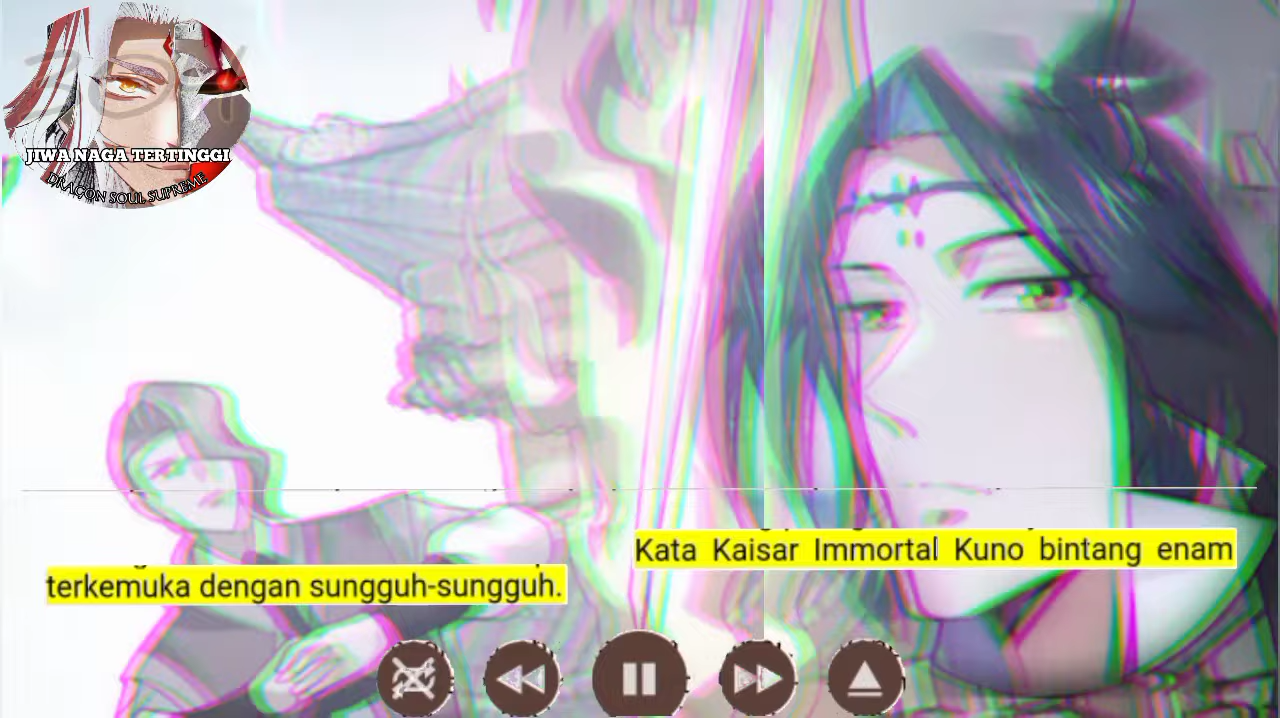 JIWA NAGA TERTINGGI
DRAGON SOUL SUPREME
Kata Kaisar Immortal Kuno bintang enam
terkemuka dengan sungguh-sungguh.